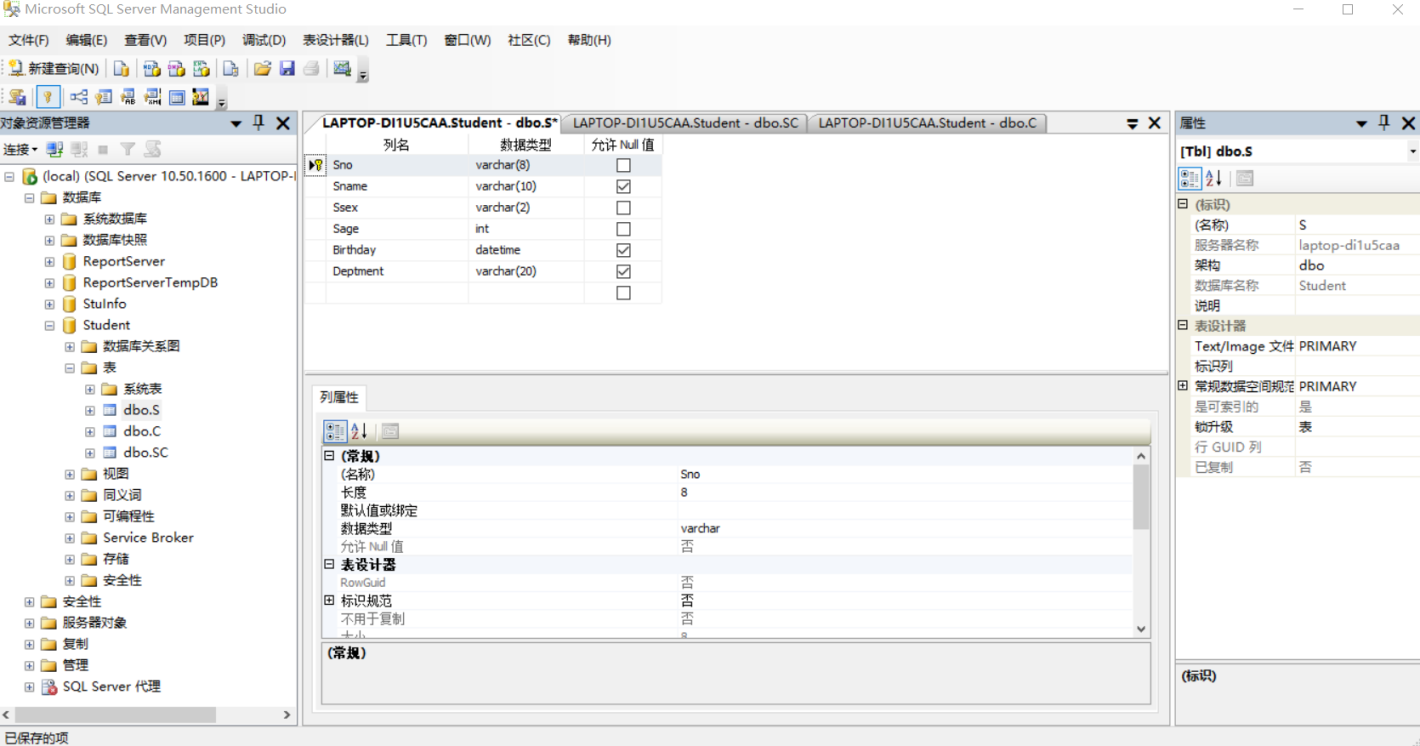 Microsoft SQL Server Management Studio
文件(F) 编辑(E) 查看(V) 项目(P) 调试(D) 表设计器(L) 工具(T) 窗口(W) 社区(C) 帮助(H)
新建查询(N)
对象资源管理器
连接
(local) (SQL Server 10.50.1600 - LAPTOP-
数据库
系统数据库
数据库快照
ReportServer
ReportServerTempDB
StuInfo
Student
数据库关系图
表
系统表
dbo.S
dbo.C
dbo.SC
视图
同义词
可编程性
Service Broker
存储
安全性
安全性
服务器对象
复制
管理
SQL Server 代理
LAPTOP-DI1U5CAA.Student - dbo.S* LAPTOP-DI1U5CAA.Student - dbo.SC LAPTOP-DI1U5CAA.Student - dbo.C
列名 数据类型 允许 Null 值
Sno varchar(8)
Sname varchar(10)
Ssex varchar(2)
Sage int
Birthday datetime
Deptment varchar(20)
列属性
(常规)
(名称) Sno
长度 8
默认值或绑定
数据类型 varchar
允许 Null 值 否
表设计器
RowGuid 否
标识规范 否
不用于复制 否
大小 8
(常规)
属性
[Tbl] dbo.S
(标识)
(名称) S
服务器名称 laptop-di1u5caa
架构 dbo
数据库名称 Student
说明
表设计器
Text/Image 文件 PRIMARY
标识列
常规数据空间规范 PRIMARY
是可索引的 是
锁升级 表
行 GUID 列
已复制 否
(标识)
已保存的项